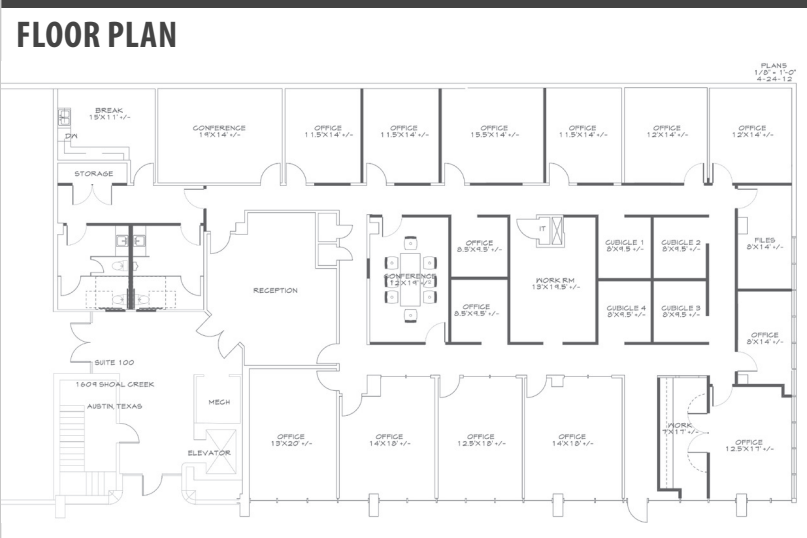 FLOOR PLAN
PLANS
1/8" = 1'-0"
4-24-12
BREAK
15'X11' +/-
DW
CONFERENCE
19'X14' +/-
OFFICE
11.5'X14' +/-
OFFICE
11.5'X14' +/-
OFFICE
15.5'X14' +/-
OFFICE
11.5'X14' +/-
OFFICE
12'X14' +/-
OFFICE
12'X14' +/-
STORAGE
RECEPTION
CONFERENCE
12'X19' +/-
OFFICE
8.5'X9.5' +/-
OFFICE
8.5'X9.5' +/-
IT
WORK RM
13'X19.5' +/-
CUBICLE 1
8'X9.5 +/-
CUBICLE 2
8'X9.5 +/-
CUBICLE 4
8'X9.5' +/-
CUBICLE 3
8'X9.5 +/-
FILES
8'X14' +/-
OFFICE
8'X14' +/-
SUITE 100
1609 SHOAL CREEK
AUSTIN, TEXAS
MECH
ELEVATOR
OFFICE
13'X20' +/-
OFFICE
14'X18' +/-
OFFICE
12.5'X18' +/-
OFFICE
14'X18' +/-
WORK
7'X17' +/-
OFFICE
12.5'X17' +/-